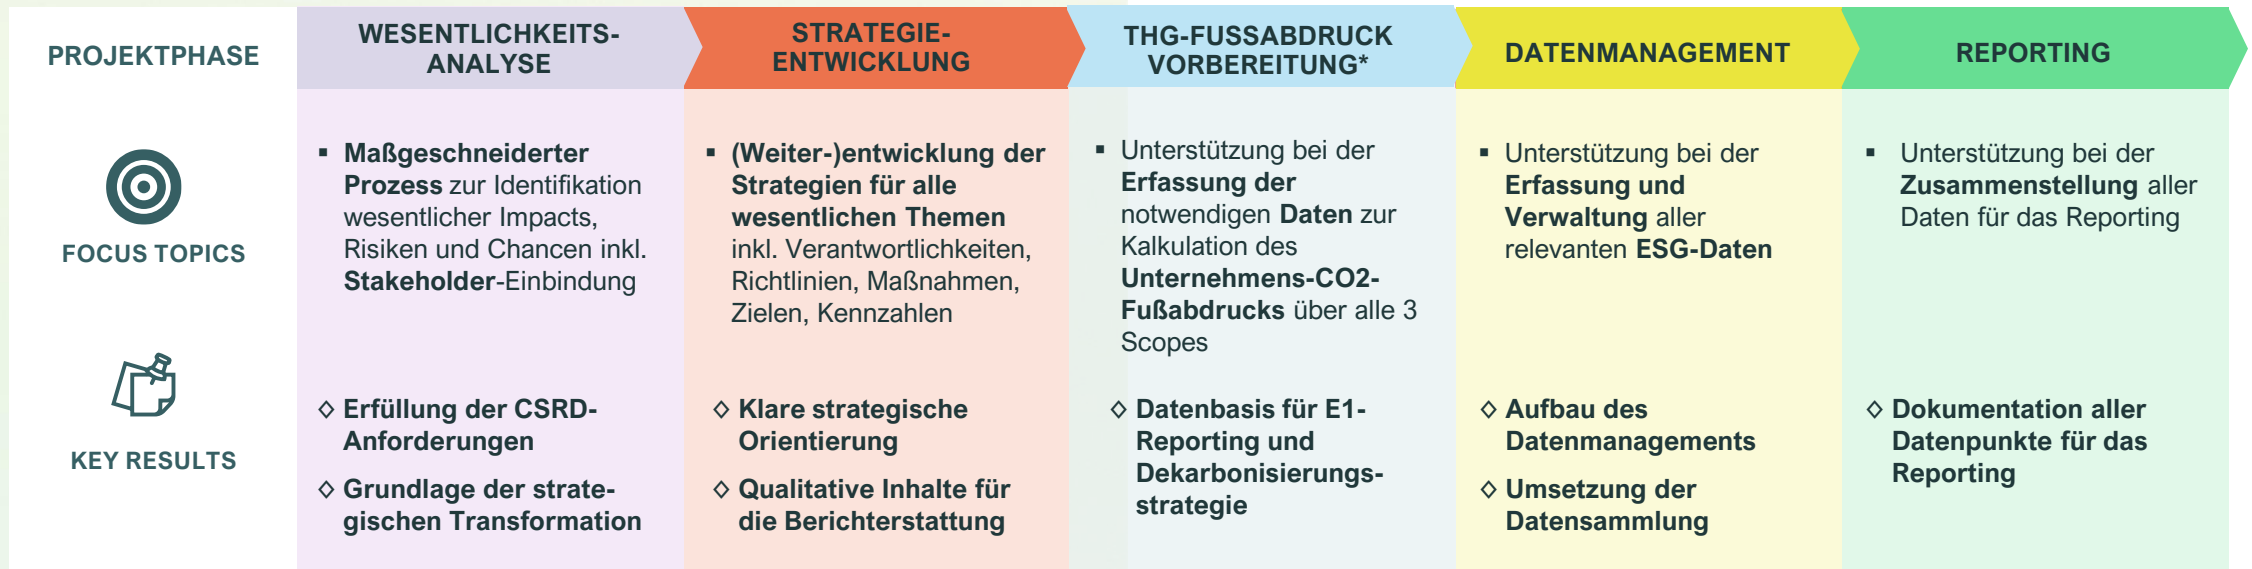 PROJEKTPHASE
WESENTLICHKEITS-
ANALYSE
STRATEGIE-
ENTWICKLUNG
THG-FUSSABDRUCK
VORBEREITUNG*
DATENMANAGEMENT
REPORTING
FOCUS TOPICS
▪ Maßgeschneiderter
Prozess zur Identifikation
wesentlicher Impacts,
Risiken und Chancen inkl.
Stakeholder-Einbindung
▪ (Weiter-)entwicklung der
Strategien für alle
wesentlichen Themen
inkl. Verantwortlichkeiten,
Richtlinien, Maßnahmen,
Zielen, Kennzahlen
▪ Unterstützung bei der
Erfassung der
notwendigen Daten zur
Kalkulation des
Unternehmens-CO2-
Fußabdrucks über alle 3
Scopes
▪ Unterstützung bei der
Erfassung und
Verwaltung aller
relevanten ESG-Daten
▪ Unterstützung bei der
Zusammenstellung aller
Daten für das Reporting
KEY RESULTS
◇ Erfüllung der CSRD-
Anforderungen
◇ Grundlage der strate-
gischen Transformation
◇ Klare strategische
Orientierung
◇ Qualitative Inhalte für
die Berichterstattung
◇ Datenbasis für E1-
Reporting und
Dekarbonisierungs-
strategie
◇ Aufbau des
Datenmanagements
◇ Umsetzung der
Datensammlung
◇ Dokumentation aller
Datenpunkte für das
Reporting